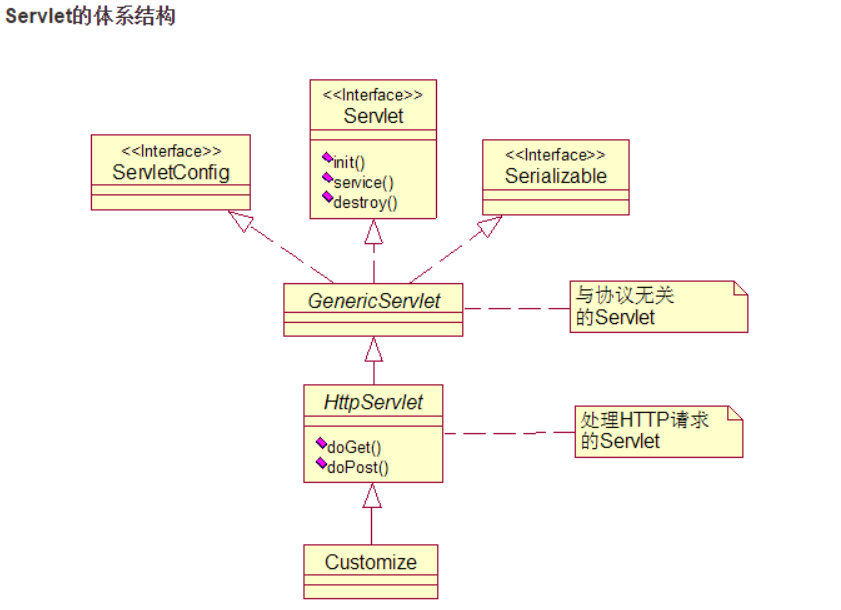 Servlet的体系结构
<<Interface>>
Servlet
init()
service()
destroy()
<<Interface>>
ServletConfig
<<Interface>>
Serializable
GenericServlet
与协议无关
的Servlet
HttpServlet
doGet()
doPost()
处理HTTP请求
的Servlet
Customize